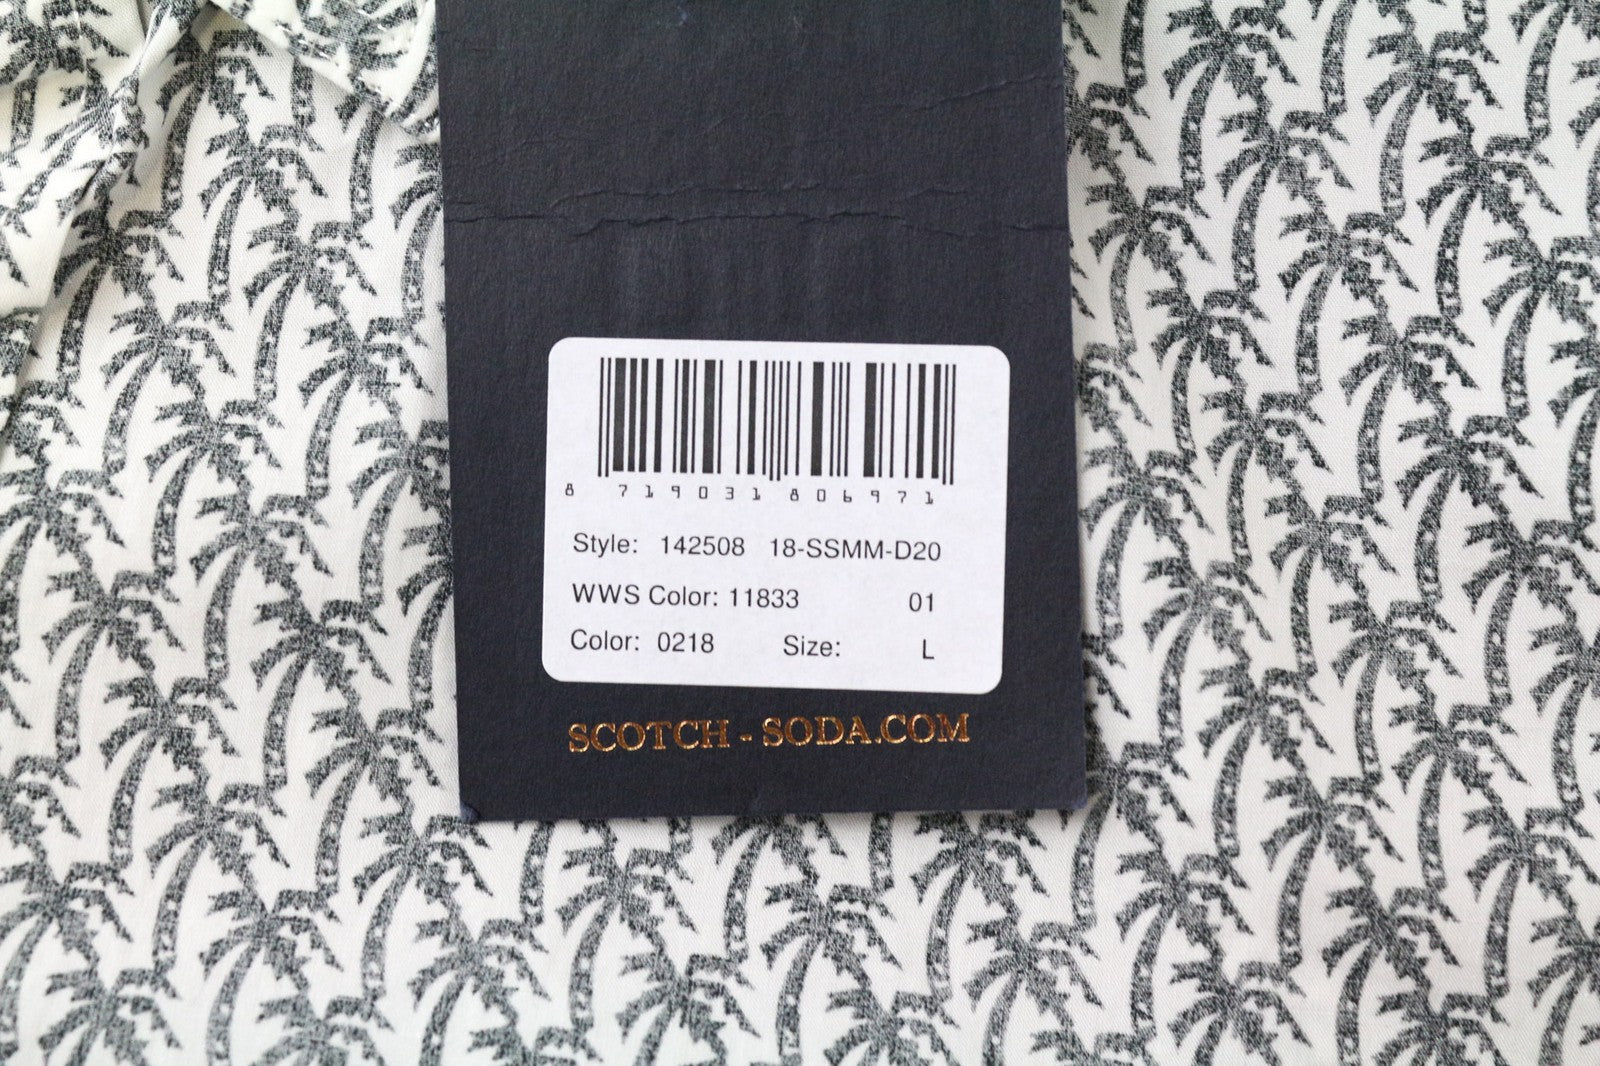 8 719031 806971
Style: 142508 18-SSMM-D20
WWS Color: 11833 01
Color: 0218 Size: L
SCOTCH - SODA.COM